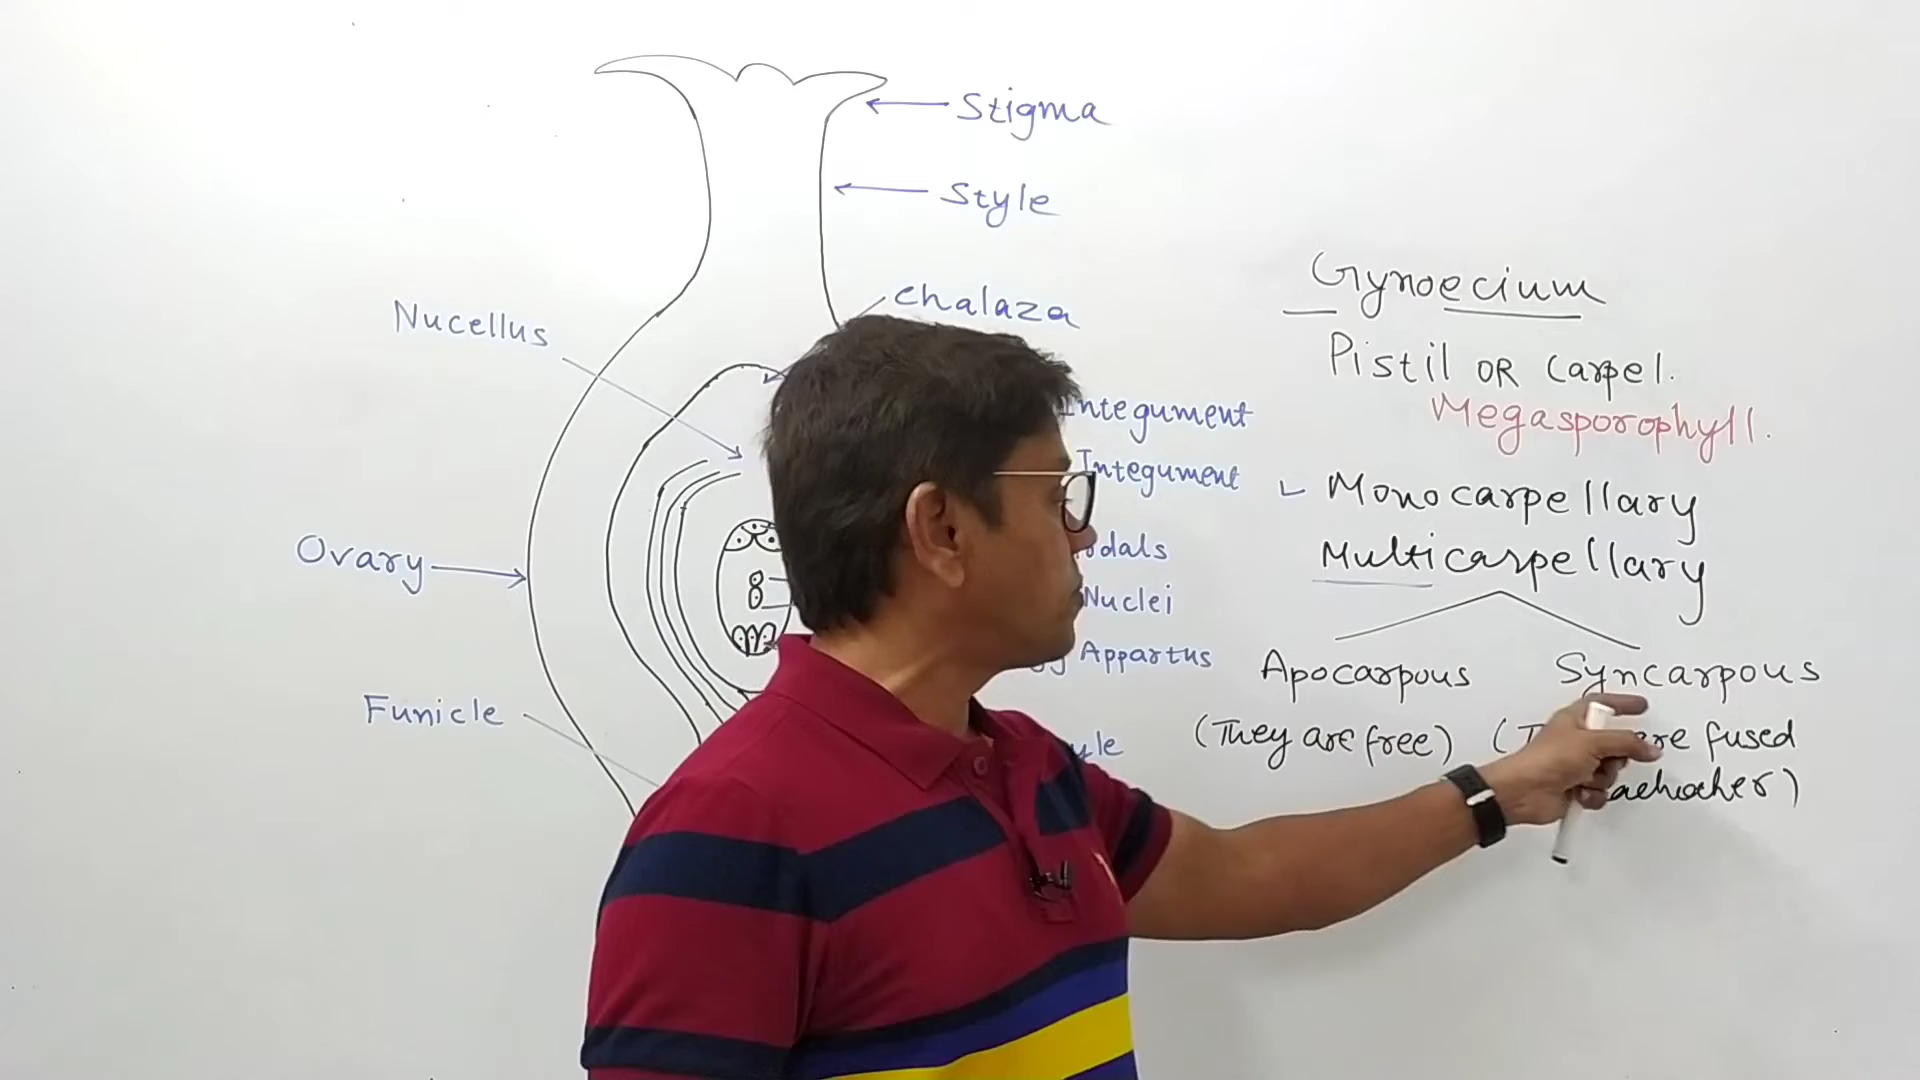 Stigma
Style
Chalaza
Nucellus
Integument
Integument
Ovary
Nuclei
Appartus
Funicle
Gynoecium
Pistil OR Carpel.
Megasporophyll.
Monocarpellary
Multicarpellary
Apocarpous Syncarpous
(They are free) ( fused